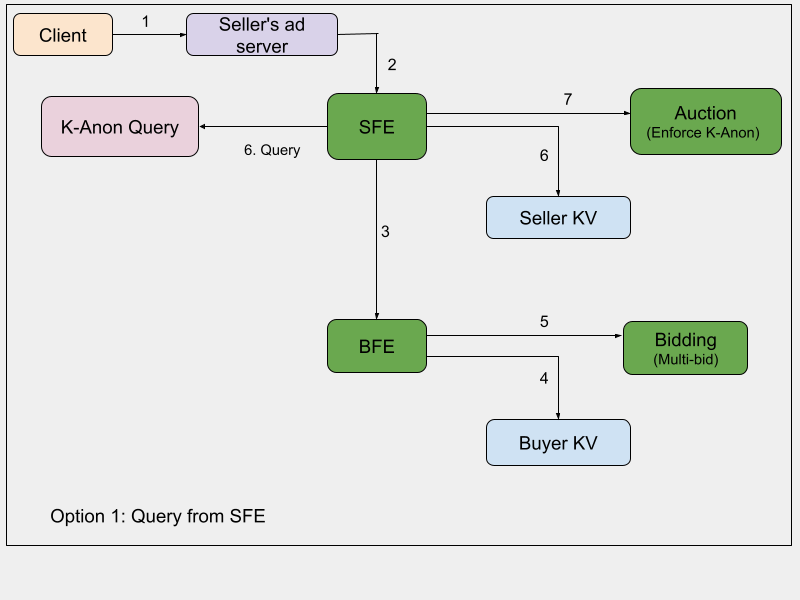 Client
1
Seller's ad
server
2
K-Anon Query
6. Query
SFE
7
Auction
(Enforce K-Anon)
6
Seller KV
3
BFE
5
Bidding
(Multi-bid)
4
Buyer KV
Option 1: Query from SFE